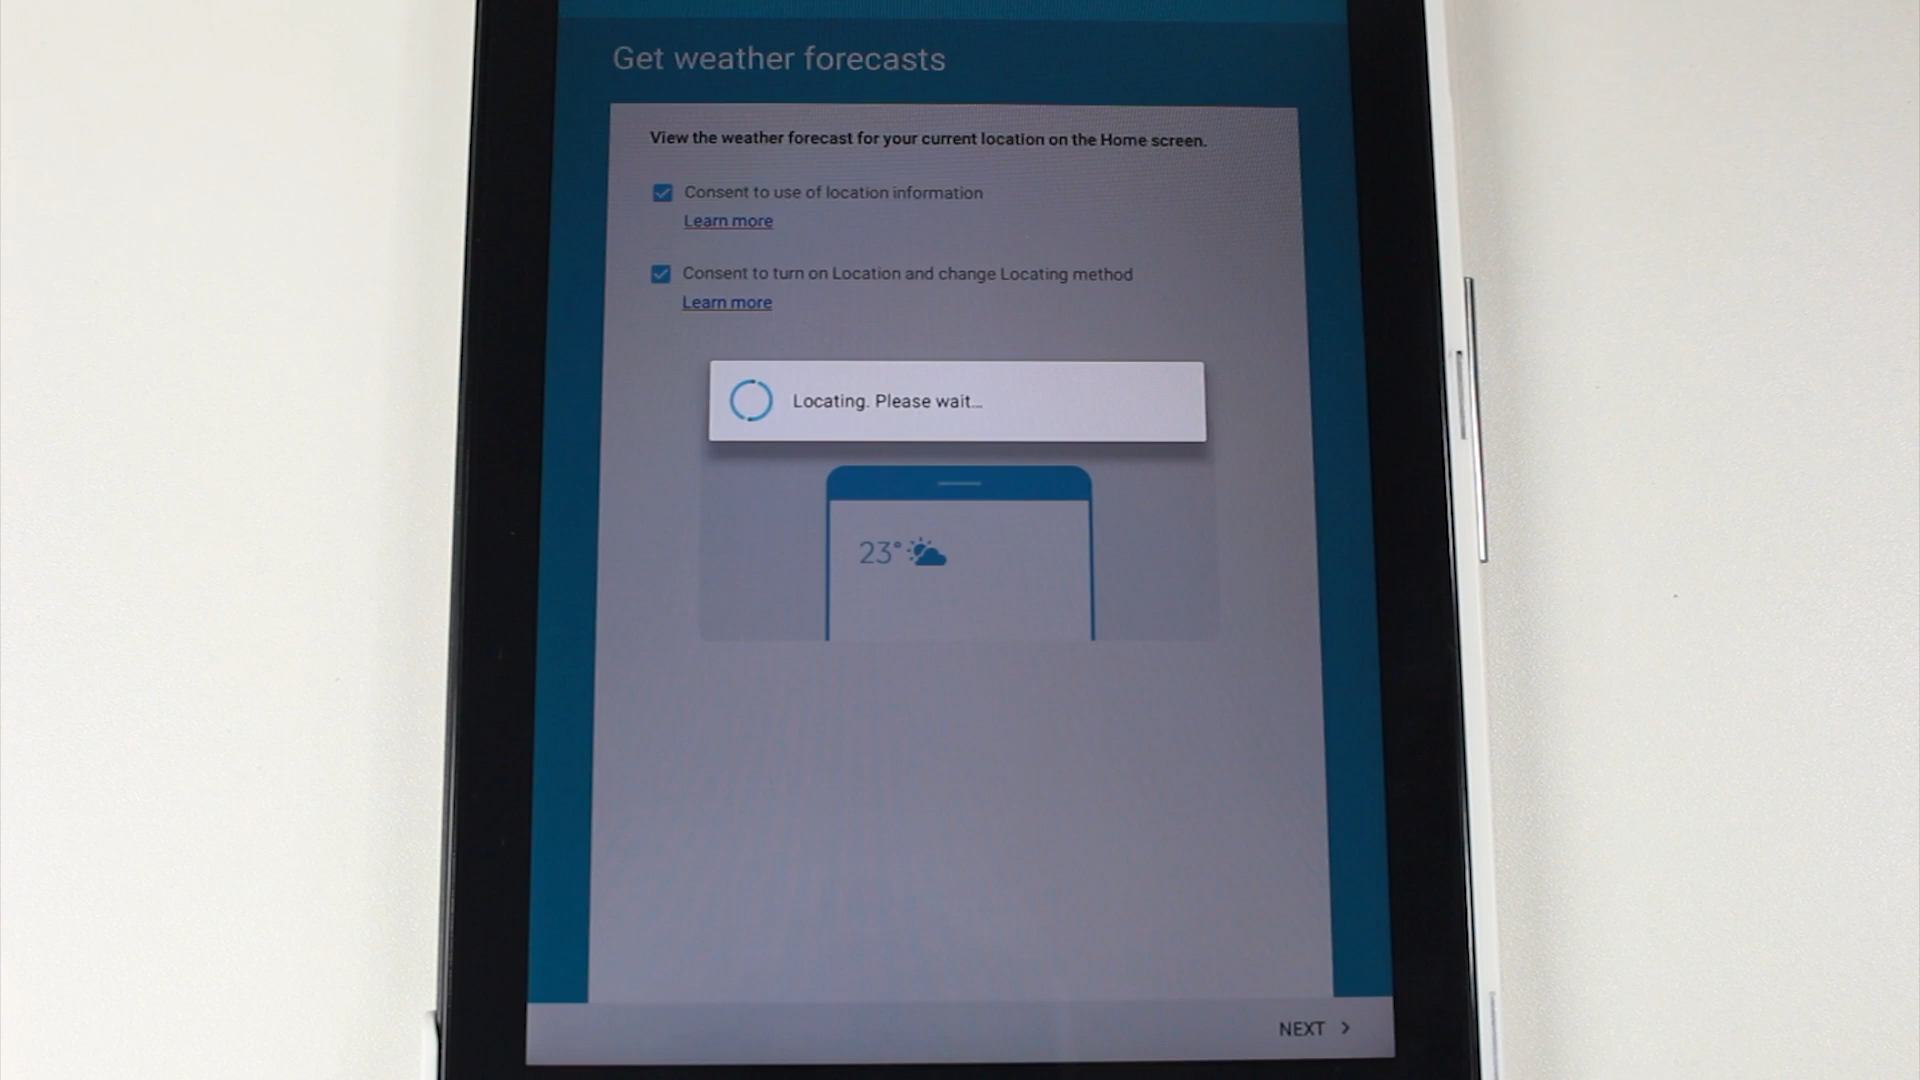 Get weather forecasts
View the weather forecast for your current location on the Home screen.
Consent to use of location information
Learn more
Consent to turn on Location and change Locating method
Learn more
Locating. Please wait...
23°
NEXT >